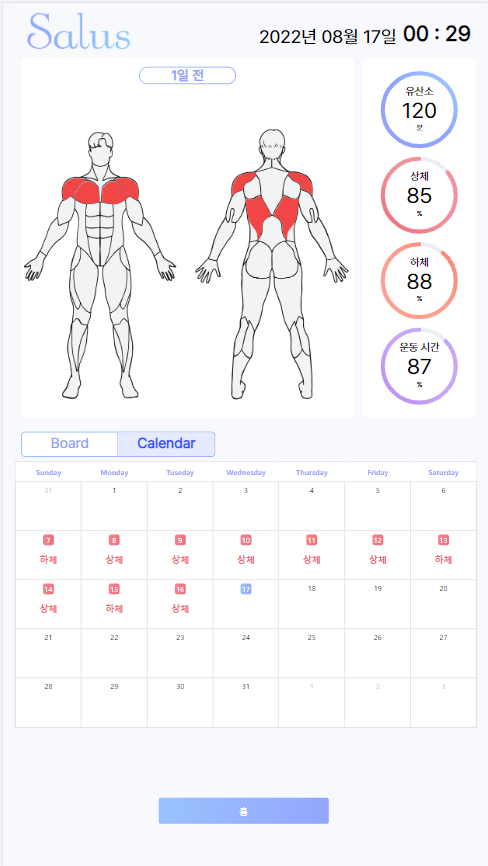 Salus
2022년 08월 17일 00 : 29
1일 전
유산소
120
분
상체
85
%
하체
88
%
운동 시간
87
%
Board Calendar
Sunday Monday Tuseday Wednesday Thursday Friday Saturday
31 1 2 3 4 5 6
7 8 9 10 11 12 13
하체 상체 상체 상체 상체 상체 하체
14 15 16 17 18 19 20
상체 하체 상체
21 22 23 24 25 26 27
28 29 30 31 1 2 3
홈